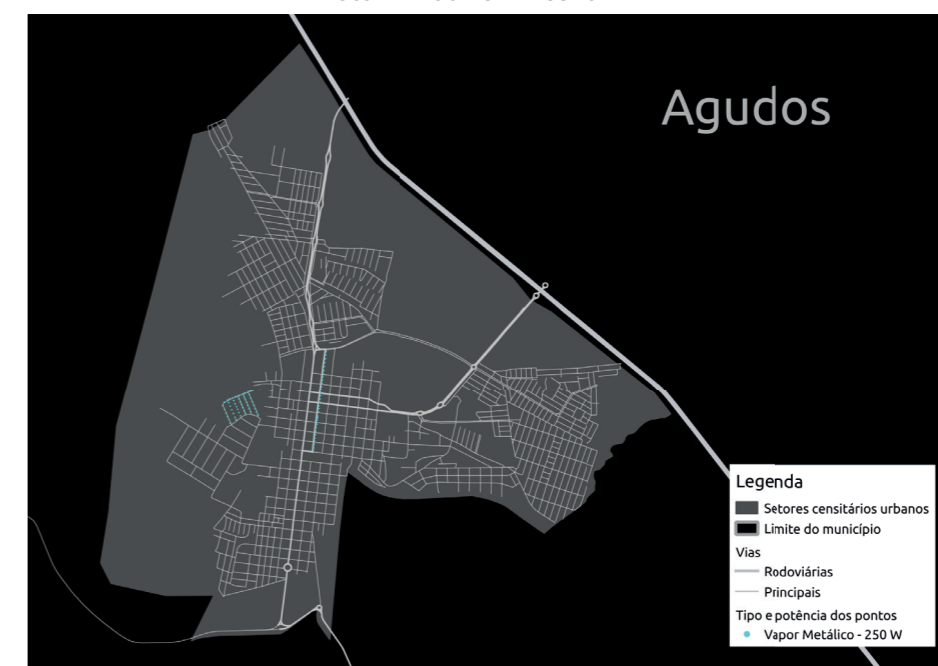 Agudos
Legenda
Setores censitários urbanos
Limite do município
Vias
Rodoviárias
Principais
Tipo e potência dos pontos
Vapor Metálico - 250 W